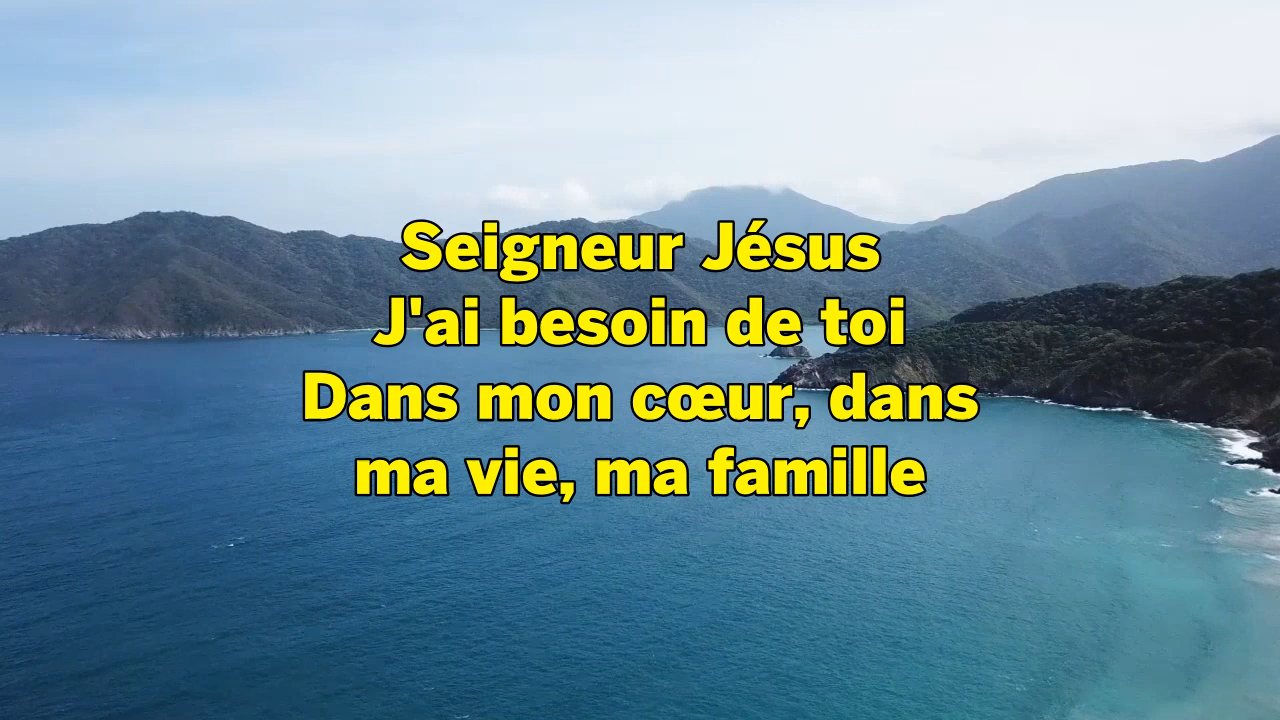 Seigneur Jésus
J'ai besoin de toi
Dans mon cœur, dans
ma vie, ma famille